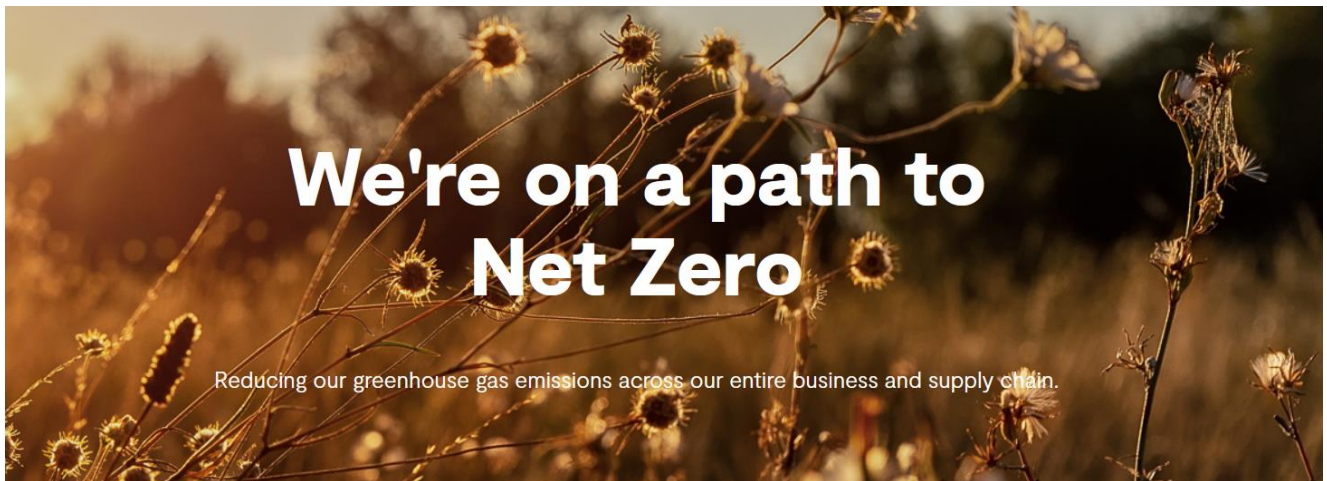 We're on a path to
Net Zero
Reducing our greenhouse gas emissions across our entire business and supply chain.